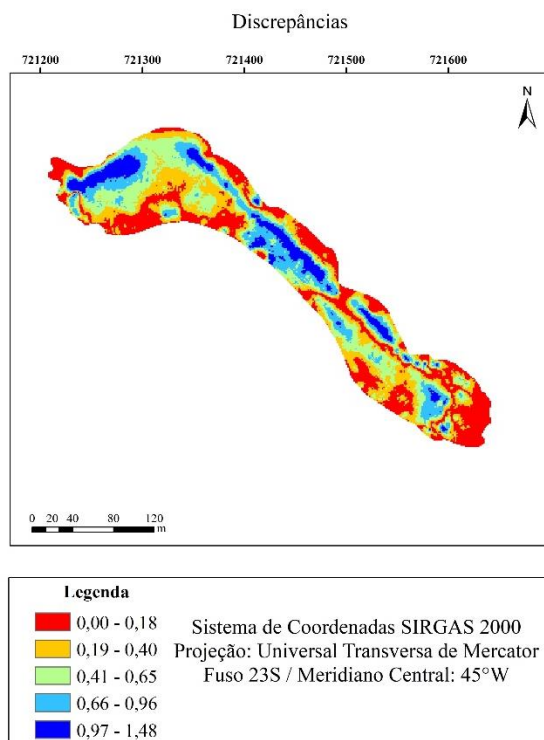 Discrepâncias
721200 721300 721400 721500 721600
N
0 20 40 80 120
m
Legenda
0,00 - 0,18
0,19 - 0,40
0,41 - 0,65
0,66 - 0,96
0,97 - 1,48
Sistema de Coordenadas SIRGAS 2000
Projeção: Universal Transversa de Mercator
Fuso 23S / Meridiano Central: 45°W